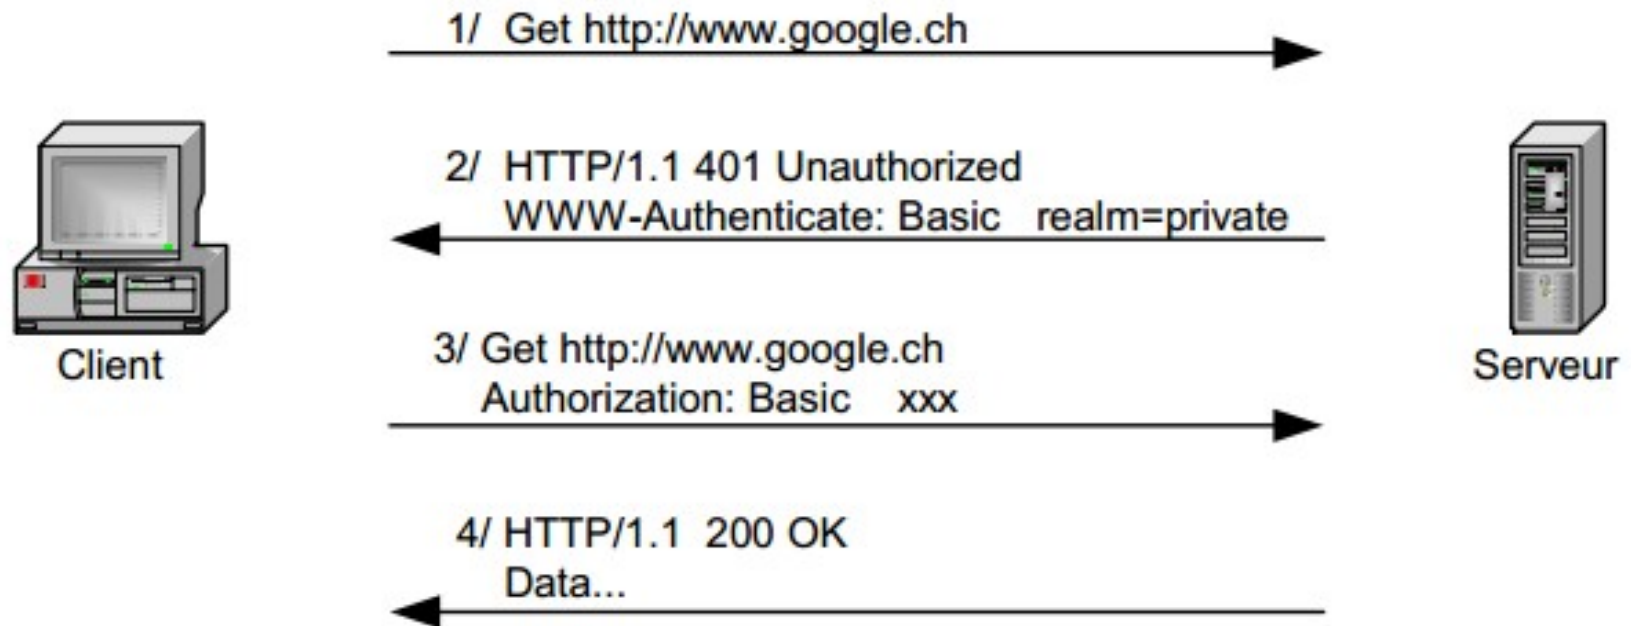 1/ Get http://www.google.ch
2/ HTTP/1.1 401 Unauthorized
WWW-Authenticate: Basic realm=private
Client
Serveur
3/ Get http://www.google.ch
Authorization: Basic xxx
4/ HTTP/1.1 200 OK
Data...